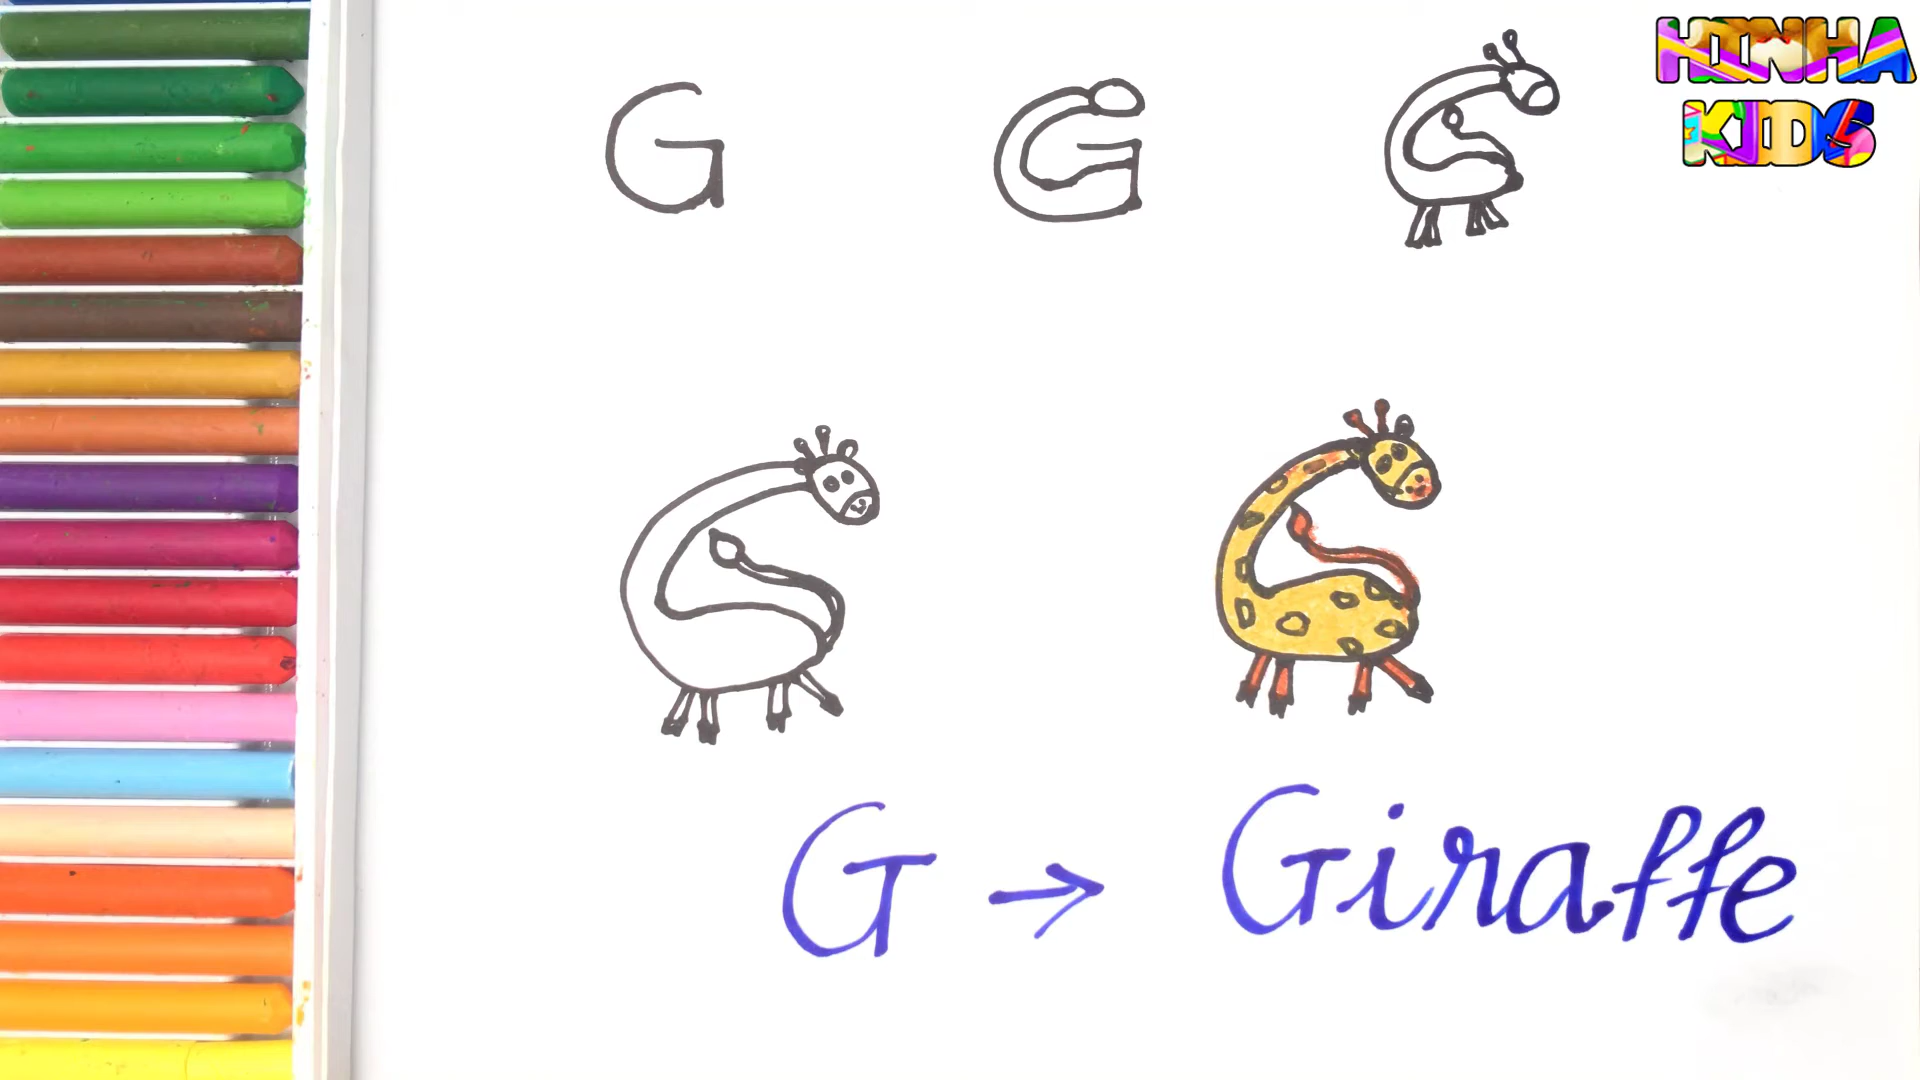 HINHA
KIDS
G
G
G → Giraffe